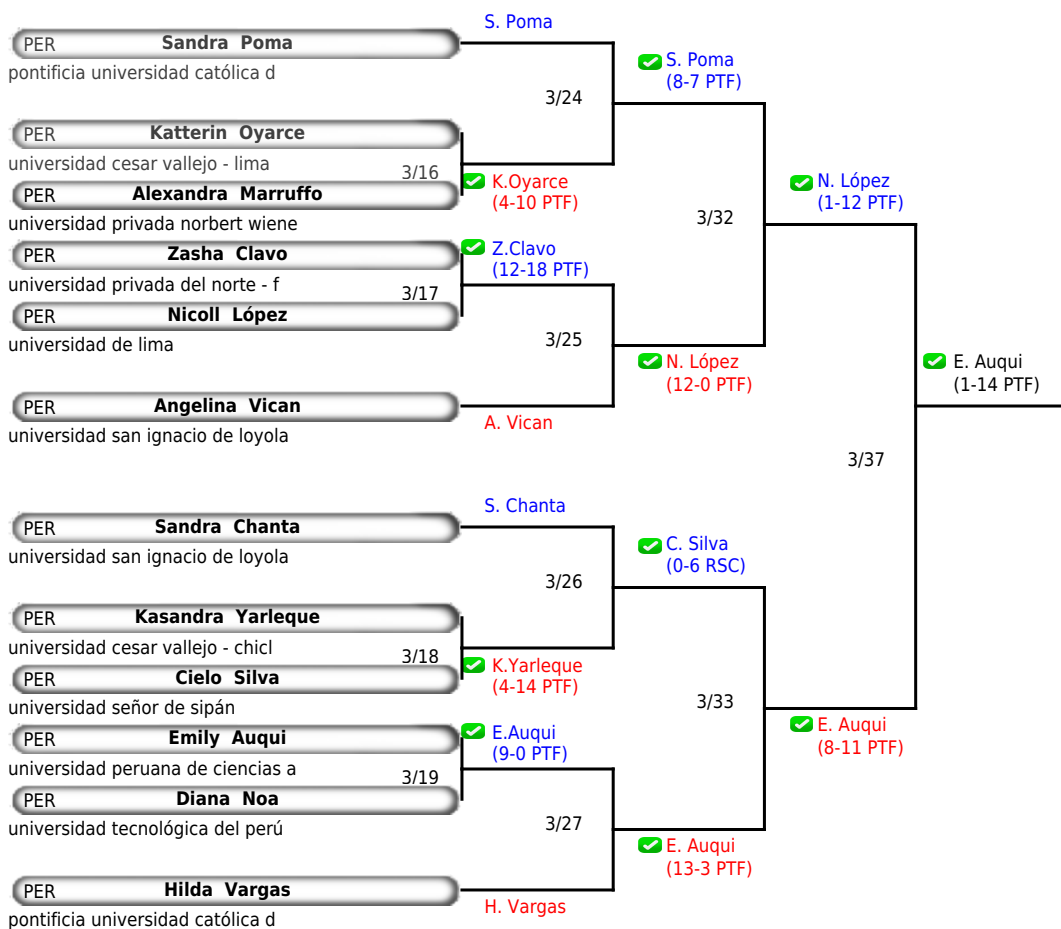 S. Poma
PER Sandra Poma
pontificia universidad católica d
S. Poma
(8-7 PTF)
3/24
PER Katterin Oyarce
universidad cesar vallejo - lima
3/16
K.Oyarce
(4-10 PTF)
PER Alexandra Marruffo
universidad privada norbert wiene
N. López
(1-12 PTF)
3/32
PER Zasha Clavo
universidad privada del norte - f
Z.Clavo
(12-18 PTF)
3/17
PER Nicoll López
universidad de lima
3/25
N. López
(12-0 PTF)
PER Angelina Vican
universidad san ignacio de loyola
A. Vican
E. Auqui
(1-14 PTF)
3/37
S. Chanta
PER Sandra Chanta
universidad san ignacio de loyola
C. Silva
(0-6 RSC)
3/26
PER Kasandra Yarleque
universidad cesar vallejo - chicl
3/18
K.Yarleque
(4-14 PTF)
PER Cielo Silva
universidad señor de sipán
3/33
PER Emily Auqui
universidad peruana de ciencias a
E.Auqui
(9-0 PTF)
E. Auqui
(8-11 PTF)
3/19
PER Diana Noa
universidad tecnológica del perú
3/27
E. Auqui
(13-3 PTF)
PER Hilda Vargas
pontificia universidad católica d
H. Vargas